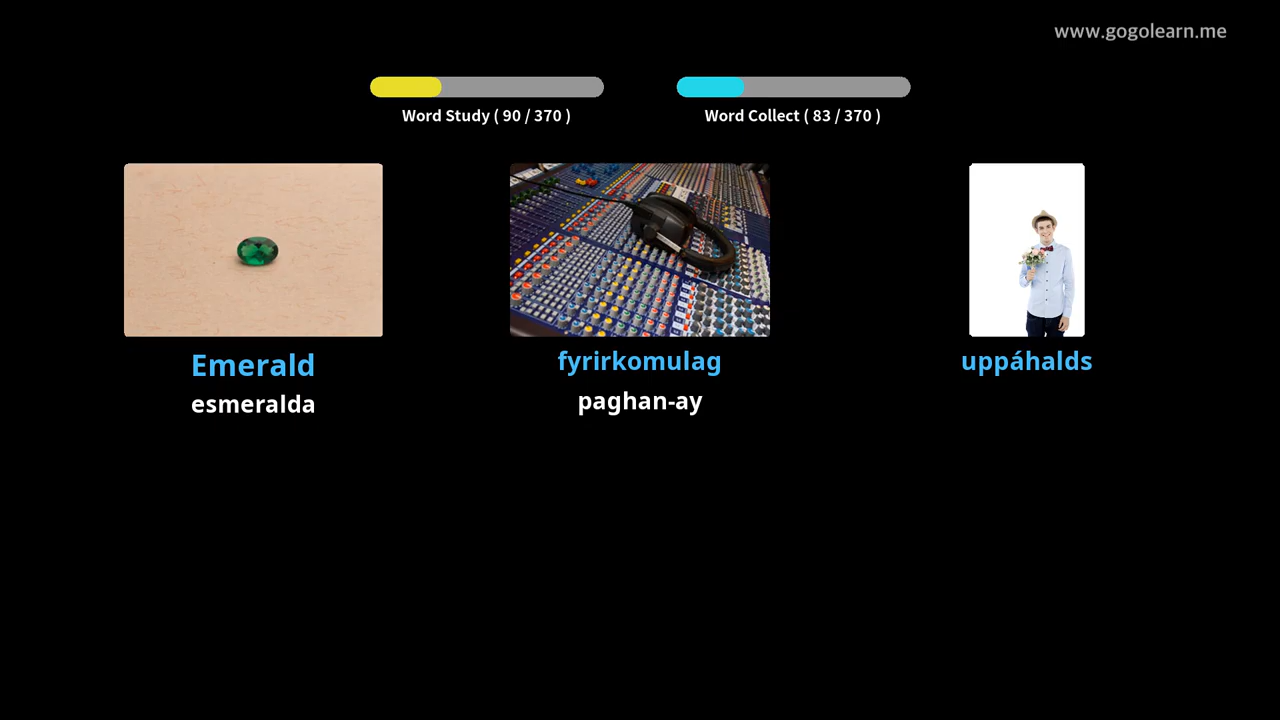 www.gogolearn.me
Word Study ( 90 / 370 )
Word Collect ( 83 / 370 )
Emerald
esmeralda
fyrirkomulag
paghan-ay
uppáhalds